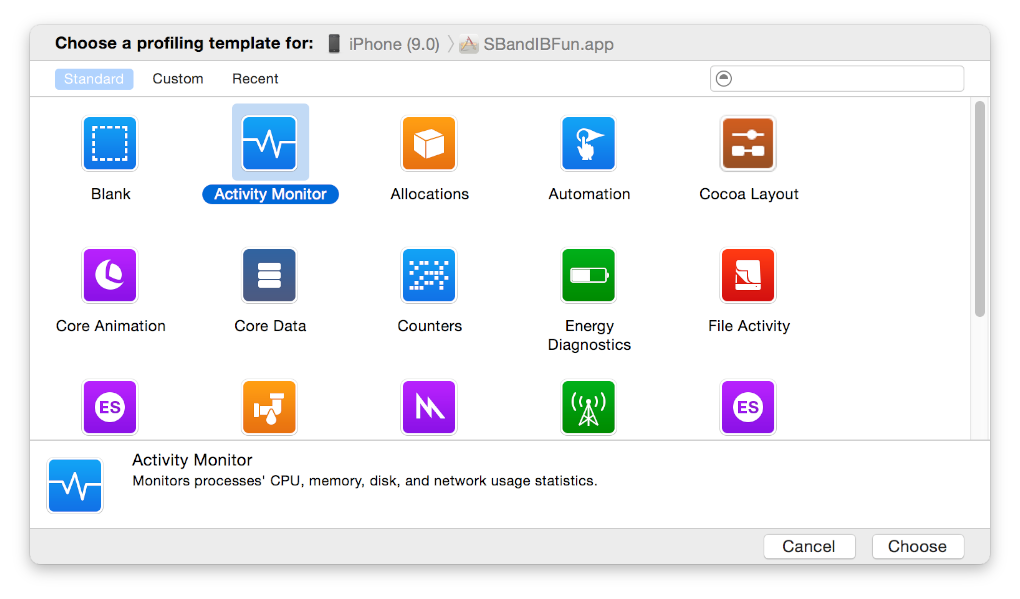 Choose a profiling template for: iPhone (9.0) SBandIBFun.app
Standard Custom Recent
Blank Activity Monitor Allocations Automation Cocoa Layout
Core Animation Core Data Counters Energy Diagnostics File Activity
ES ES
Activity Monitor
Monitors processes' CPU, memory, disk, and network usage statistics.
Cancel Choose